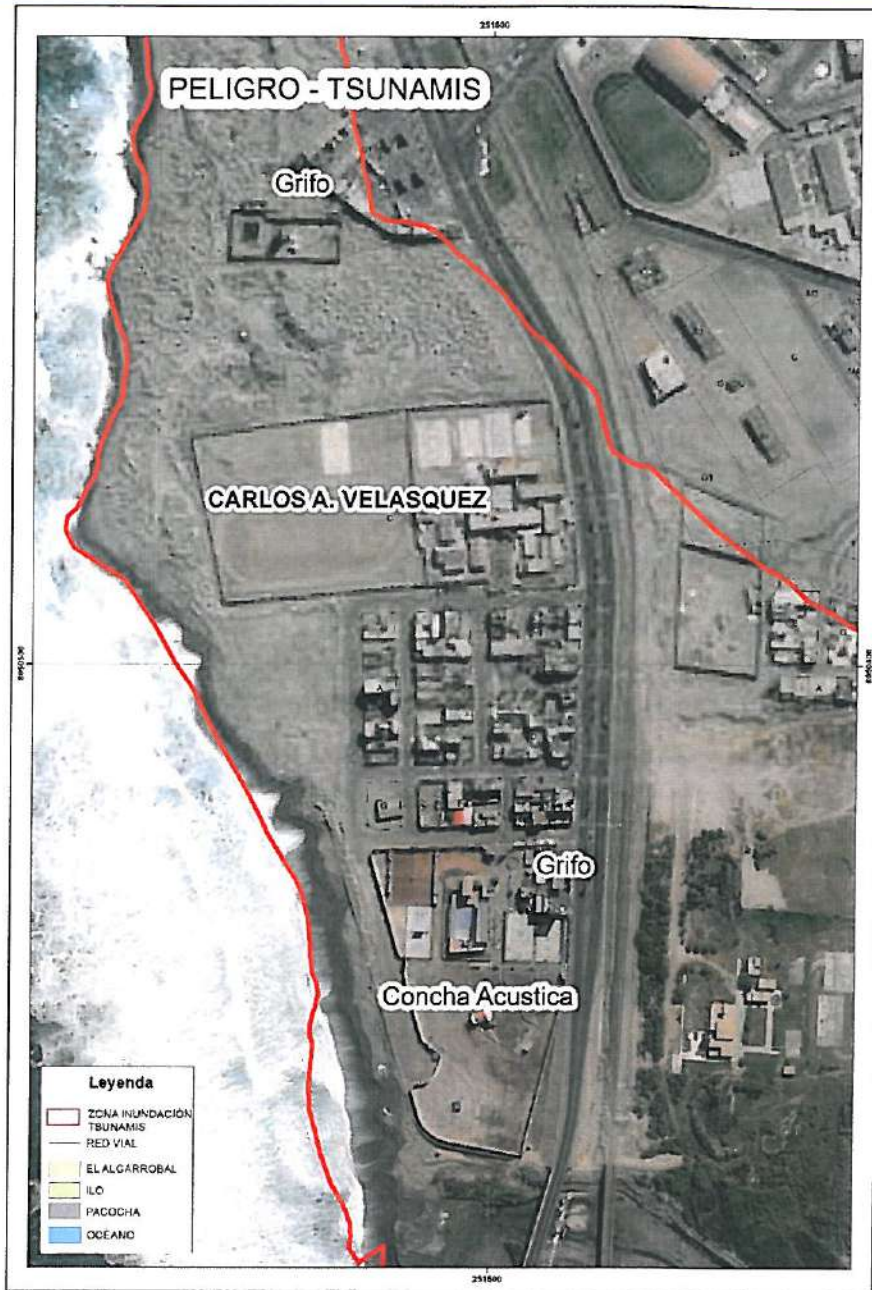 251500
PELIGRO - TSUNAMIS
Grifo
CARLOS A. VELASQUEZ
Grifo
Concha Acustica
Leyenda
ZONA INUNDACIÓN
TSUNAMIS
RED VIAL
EL ALGARROBAL
ILO
PACOCHA
OCEANO
251500